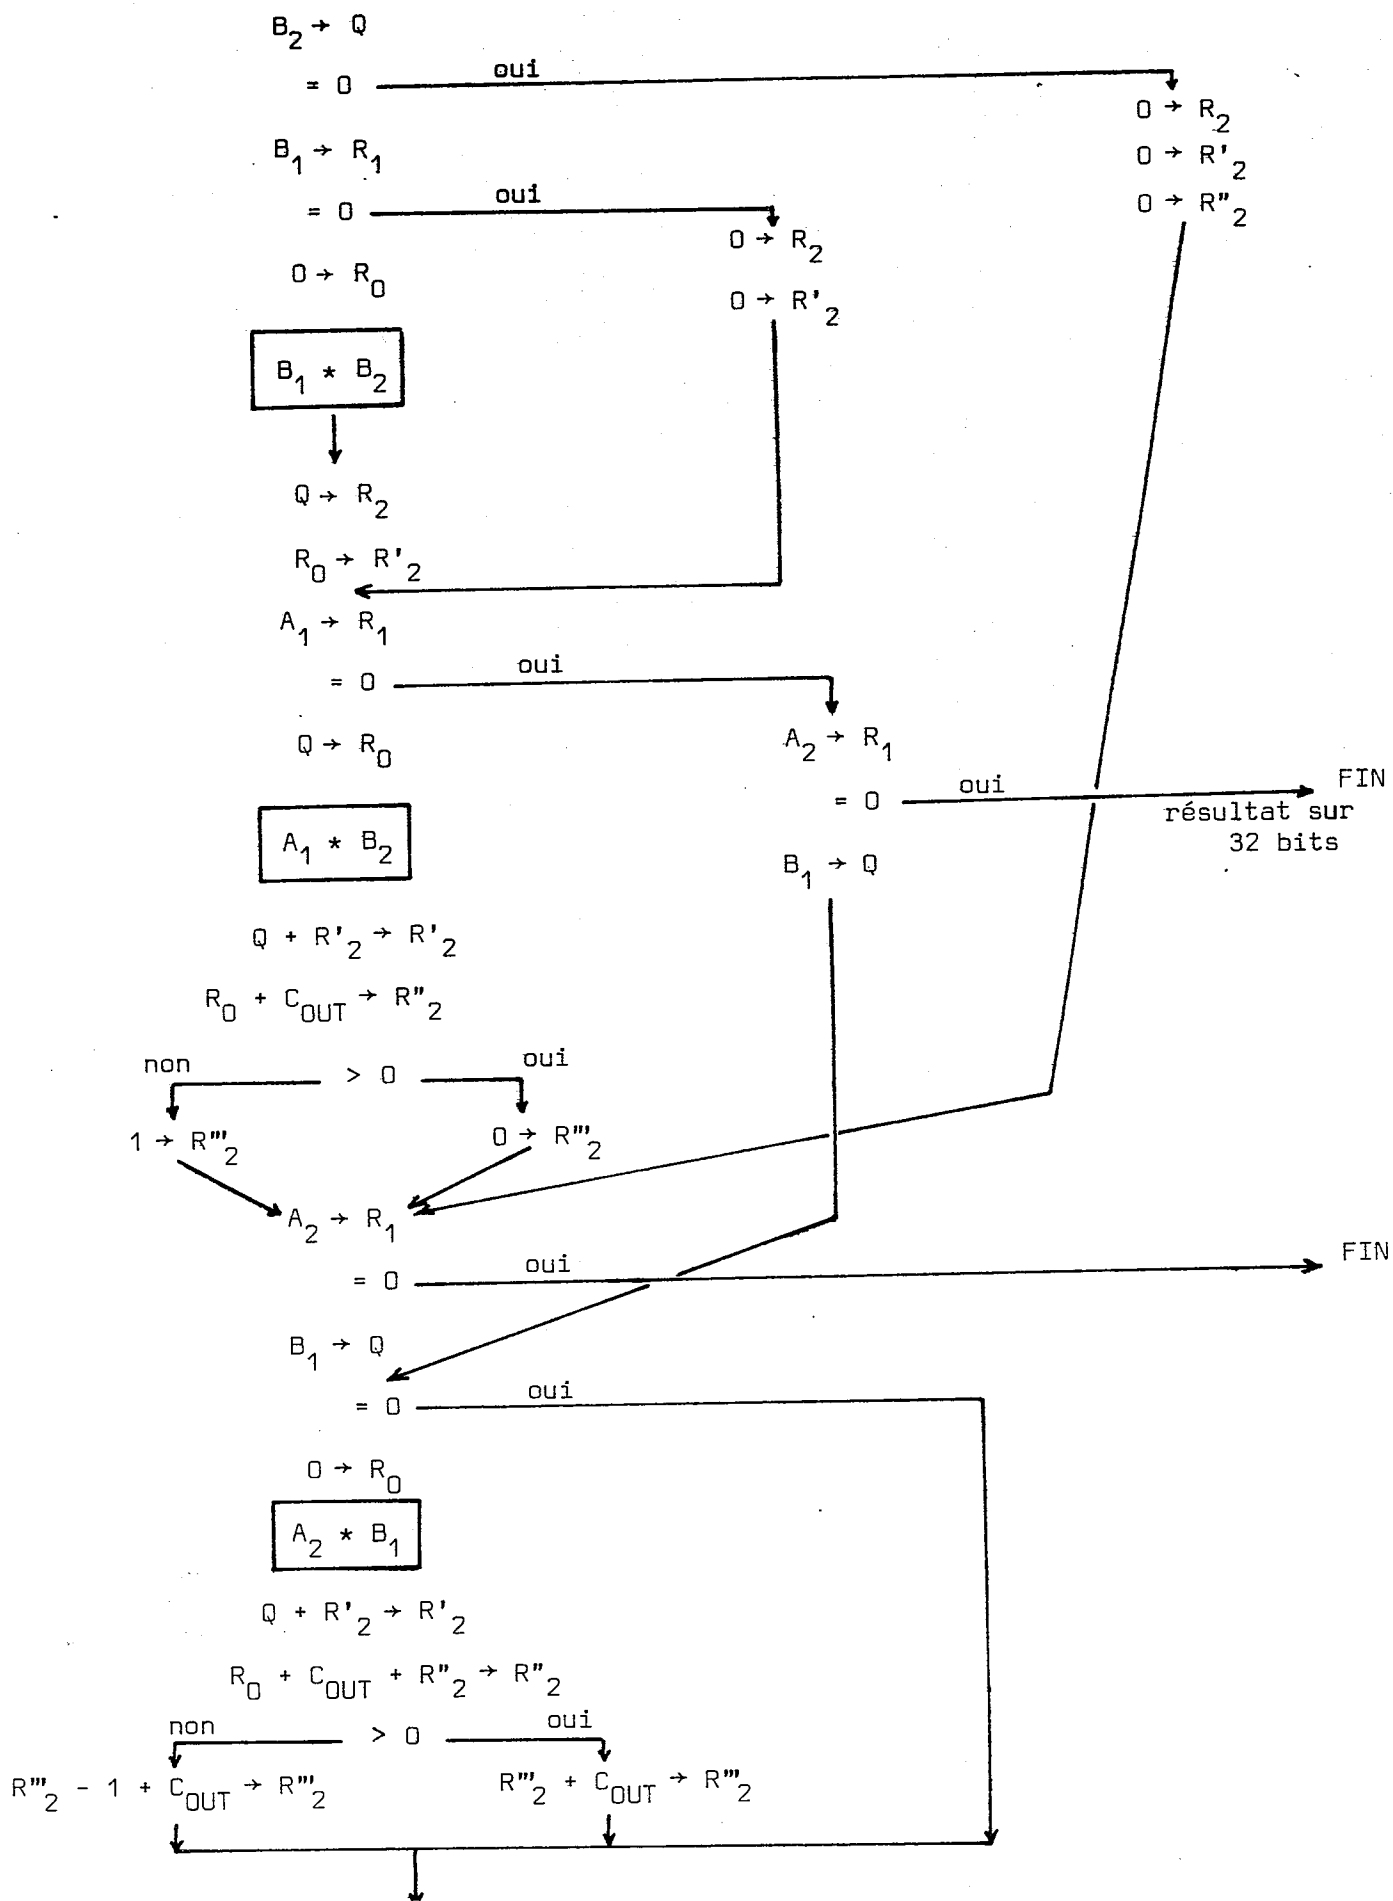 B₂ → Q
= 0 oui
0 → R₂
B₁ → R₁
0 → R'₂
= 0 oui
0 → R"₂
0 → R₂
0 → R₀
0 → R'₂
B₁ * B₂
Q → R₂
R₀ → R'₂
A₁ → R₁
= 0 oui
Q → R₀
A₂ → R₁
= 0 oui
FIN
résultat sur
32 bits
A₁ * B₂
B₁ → Q
Q + R'₂ → R'₂
R₀ + C_OUT → R"₂
non > 0 oui
1 → R"'₂
0 → R"'₂
A₂ → R₁
= 0 oui
FIN
B₁ → Q
= 0 oui
0 → R₀
A₂ * B₁
Q + R'₂ → R'₂
R₀ + C_OUT + R"₂ → R"₂
non > 0 oui
R"'₂ - 1 + C_OUT → R"'₂
R"'₂ + C_OUT → R"'₂